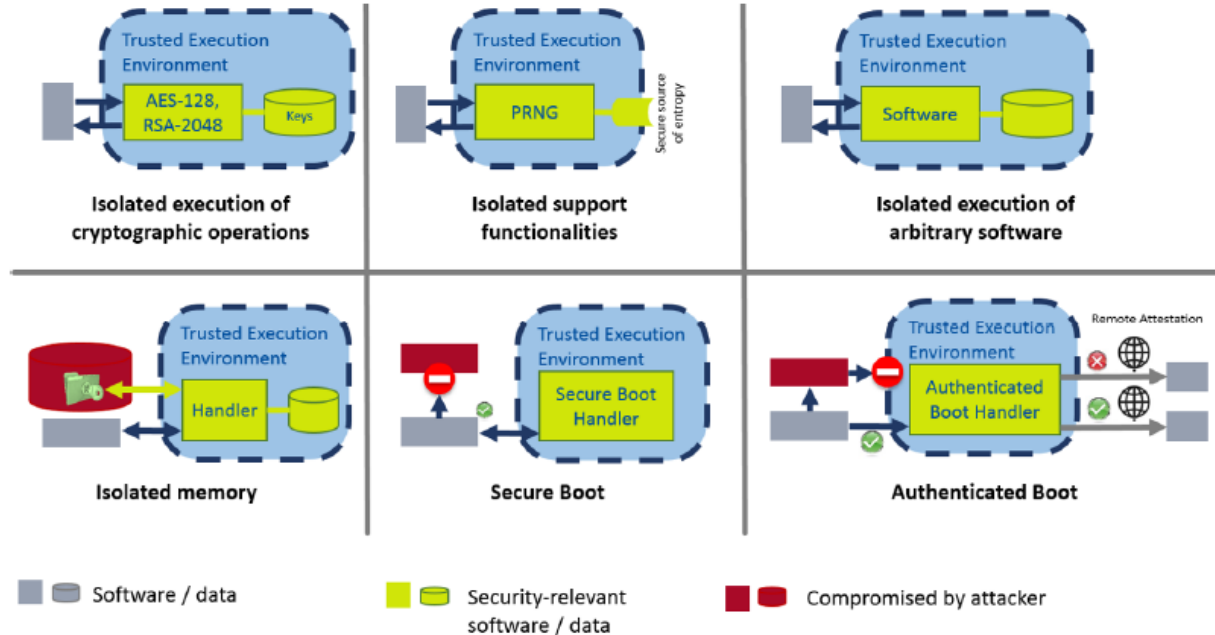 Trusted Execution
Environment
AES-128,
RSA-2048
Keys
Isolated execution of
cryptographic operations
Trusted Execution
Environment
PRNG
Secure source
of entropy
Isolated support
functionalities
Trusted Execution
Environment
Software
Isolated execution of
arbitrary software
Trusted Execution
Environment
Handler
Isolated memory
Trusted Execution
Environment
Secure Boot
Handler
Secure Boot
Trusted Execution
Environment
Remote Attestation
Authenticated
Boot Handler
Authenticated Boot
Software / data
Security-relevant
software / data
Compromised by attacker